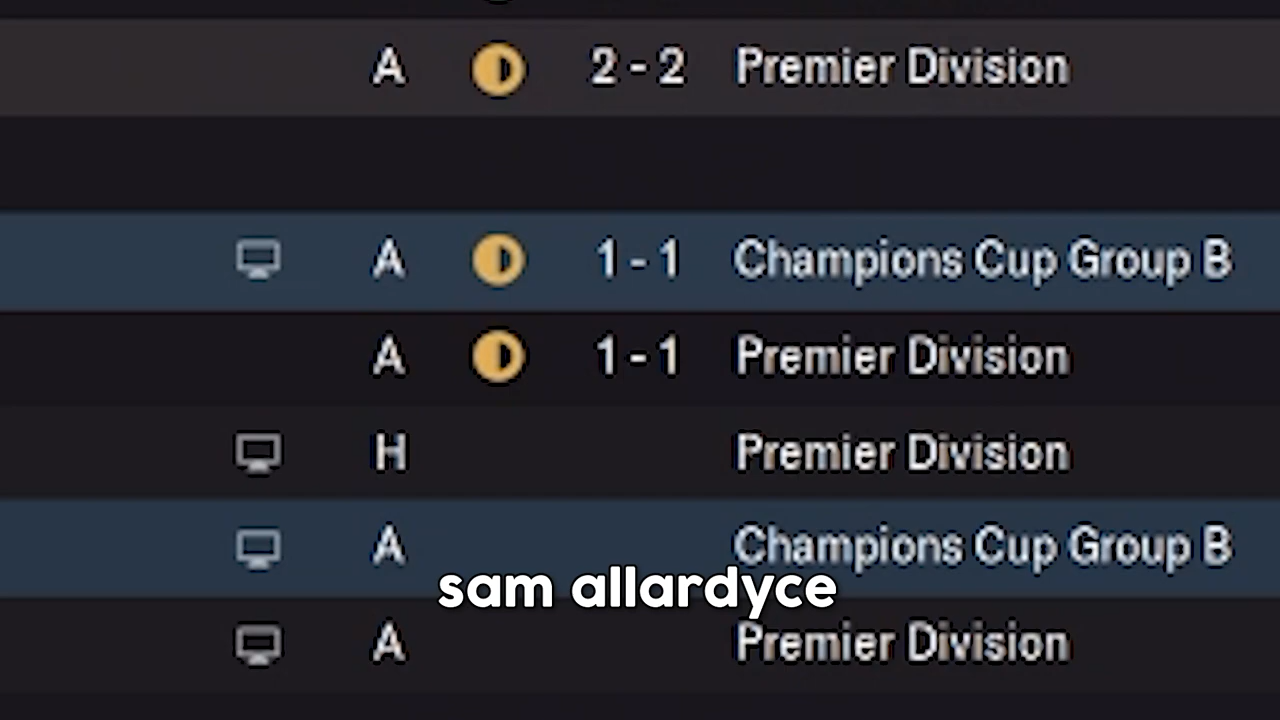 A 2 - 2 Premier Division
A 1 - 1 Champions Cup Group B
A 1 - 1 Premier Division
H Premier Division
A Champions Cup Group B
sam allardyce
A Premier Division